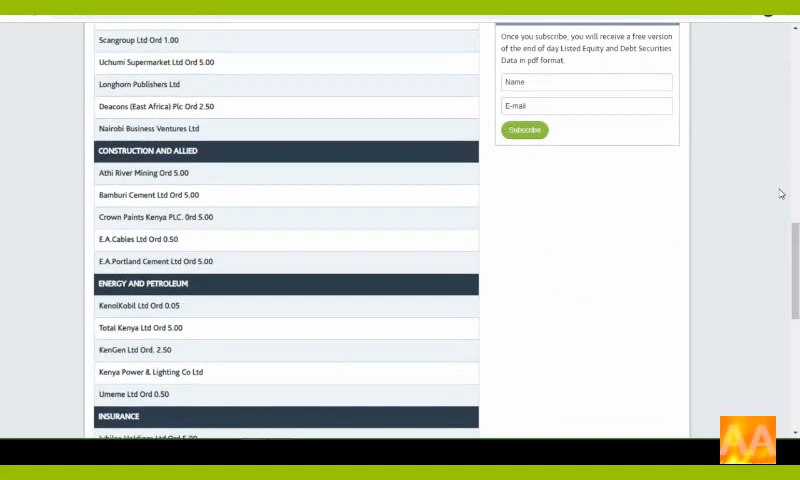 Scangroup Ltd Ord 1.00
Uchumi Supermarket Ltd Ord 5.00
Longhorn Publishers Ltd
Deacons (East Africa) Plc Ord 2.50
Nairobi Business Ventures Ltd
CONSTRUCTION AND ALLIED
Athi River Mining Ord 5.00
Bamburi Cement Ltd Ord 5.00
Crown Paints Kenya PLC. 0rd 5.00
E.A.Cables Ltd Ord 0.50
E.A.Portland Cement Ltd Ord 5.00
ENERGY AND PETROLEUM
KenolKobil Ltd Ord 0.05
Total Kenya Ltd Ord 5.00
KenGen Ltd Ord. 2.50
Kenya Power & Lighting Co Ltd
Umeme Ltd Ord 0.50
INSURANCE
Jubilee Holdings Ltd Ord 5.00
Once you subscribe, you will receive a free version
of the end of day Listed Equity and Debt Securities
Data in pdf format.
Name
E-mail
Subscribe
AA